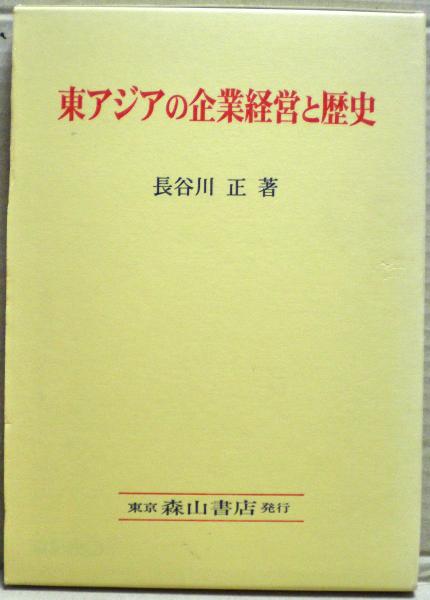 東アジアの企業経営と歴史
長谷川 正 著
東京 森山書店 発行